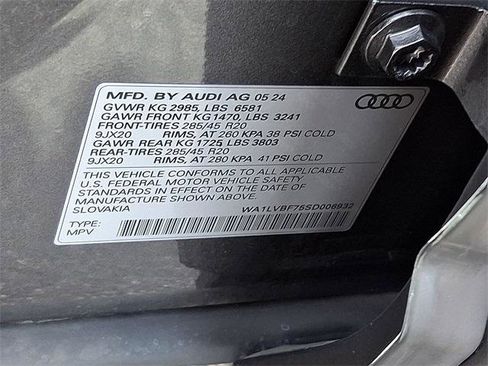 MFD. BY AUDI AG 05 24
GVWR KG 2985, LBS 6581
GAWR FRONT KG1470, LBS 3241
FRONT-TIRES 285/45 R20
9JX20 RIMS, AT 260 KPA 38 PSI COLD
GAWR REAR KG 1725, LBS 3803
REAR-TIRES 285/45 R20
9JX20 RIMS, AT 280 KPA 41 PSI COLD
THIS VEHICLE CONFORMS TO ALL APPLICABLE
U.S. FEDERAL MOTOR VEHICLE SAFETY
STANDARDS IN EFFECT ON THE DATE OF
MANUFACTURE SHOWN ABOVE.
SLOVAKIA WA1LVBF75SD006932
TYPE:
MPV